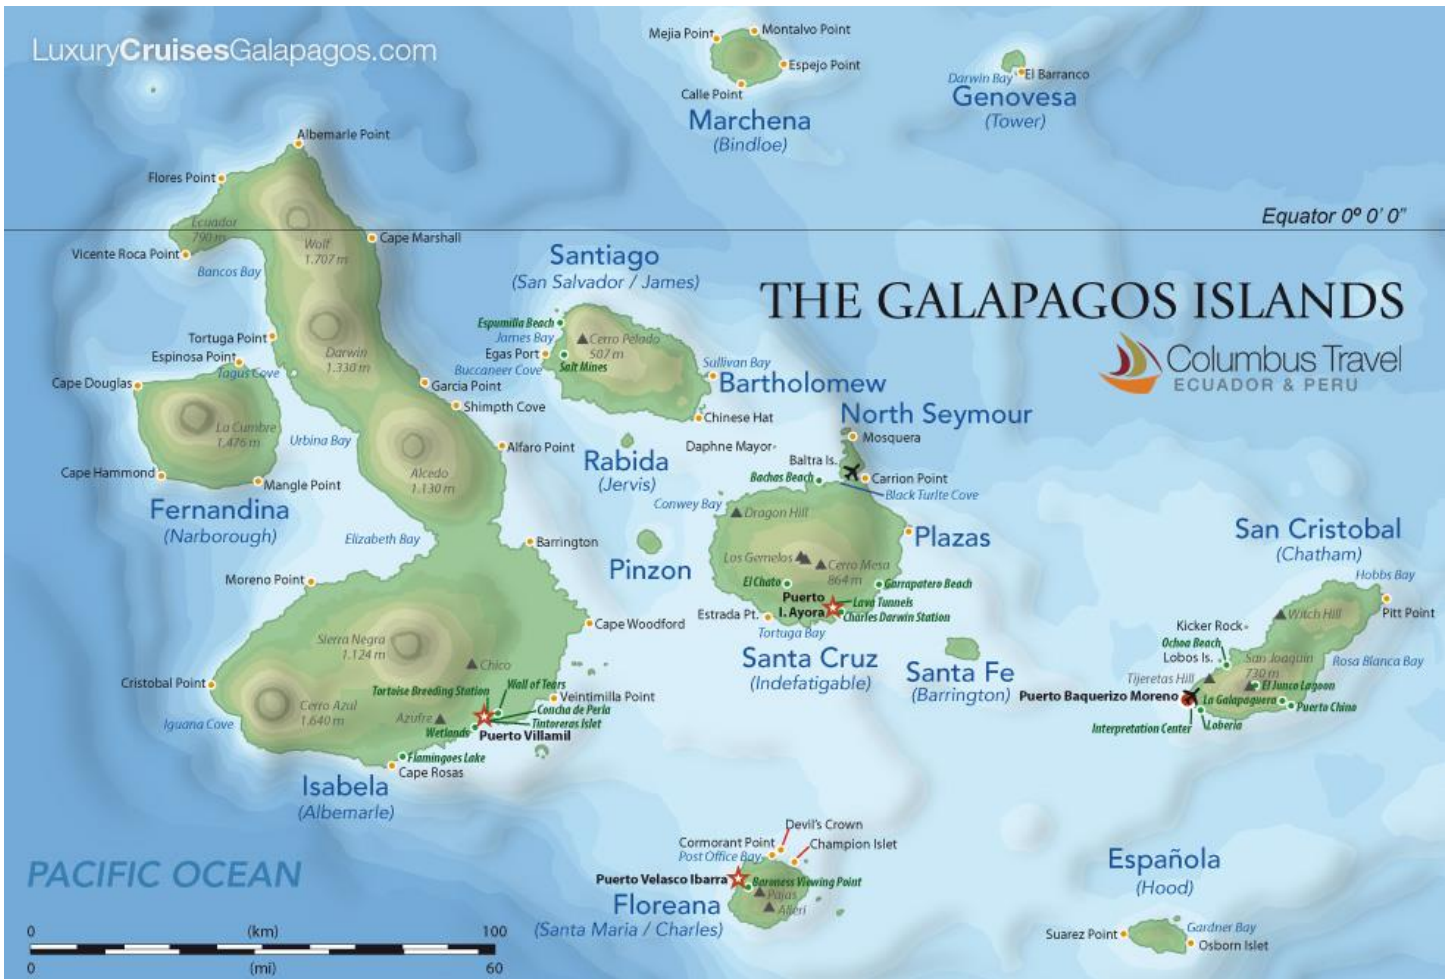 LuxuryCruisesGalapagos.com
Mejia Point
Montalvo Point
Espejo Point
Calle Point
Marchena
(Bindloe)
Darwin Bay
El Barranco
Genovesa
(Tower)
Albemarle Point
Flores Point
Equator 0º 0' 0"
Ecuador
790 m
Wolf
1.707 m
Cape Marshall
Vicente Roca Point
Bancos Bay
Santiago
(San Salvador / James)
THE GALAPAGOS ISLANDS
Columbus Travel
ECUADOR & PERU
Espumilla Beach
James Bay
Cerro Pelado
507 m
Egas Port
Buccaneer Cove
Salt Mines
Sullivan Bay
Bartholomew
Chinese Hat
Tortuga Point
Espinosa Point
Tagus Cove
Darwin
1.330 m
Cape Douglas
Garcia Point
Shimpth Cove
La Cumbre
1.476 m
Urbina Bay
Alfaro Point
Alcedo
1.130 m
Cape Hammond
Mangle Point
Fernandina
(Narborough)
Elizabeth Bay
Rabida
(Jervis)
North Seymour
Mosquera
Daphne Mayor
Baltra Is.
Carrion Point
Bachas Beach
Black Turlte Cove
Conwey Bay
Dragon Hill
Plazas
Barrington
Pinzon
Los Gemelos
Cerro Mesa
864 m
El Chato
Garrapatero Beach
Puerto
I. Ayora
Lava Tunnels
Charles Darwin Station
Estrada Pt.
Tortuga Bay
Santa Cruz
(Indefatigable)
Santa Fe
(Barrington)
San Cristobal
(Chatham)
Hobbs Bay
Pitt Point
Witch Hill
Kicker Rock
Ochoa Beach
Lobos Is.
San Joaquin
730 m
Rosa Blanca Bay
Tijeretas Hill
El Junco Lagoon
Puerto Baquerizo Moreno
La Galapaguera
Puerto Chino
Interpretation Center
Loberia
Moreno Point
Cape Woodford
Sierra Negra
1.124 m
Chico
Cristobal Point
Tortoise Breeding Station
Wall of Tears
Veintimilla Point
Cerro Azul
1.640 m
Concha de Perla
Iguana Cove
Azufre
Tintoreras Islet
Wetlands
Puerto Villamil
Flamingoes Lake
Cape Rosas
Isabela
(Albemarle)
Devil's Crown
Cormorant Point
Champion Islet
Post Office Bay
Puerto Velasco Ibarra
Baroness Viewing Point
Pajas
Floreana
Alieri
(Santa Maria / Charles)
Española
(Hood)
Suarez Point
Gardner Bay
Osborn Islet
PACIFIC OCEAN
0 (km) 100
0 (mi) 60